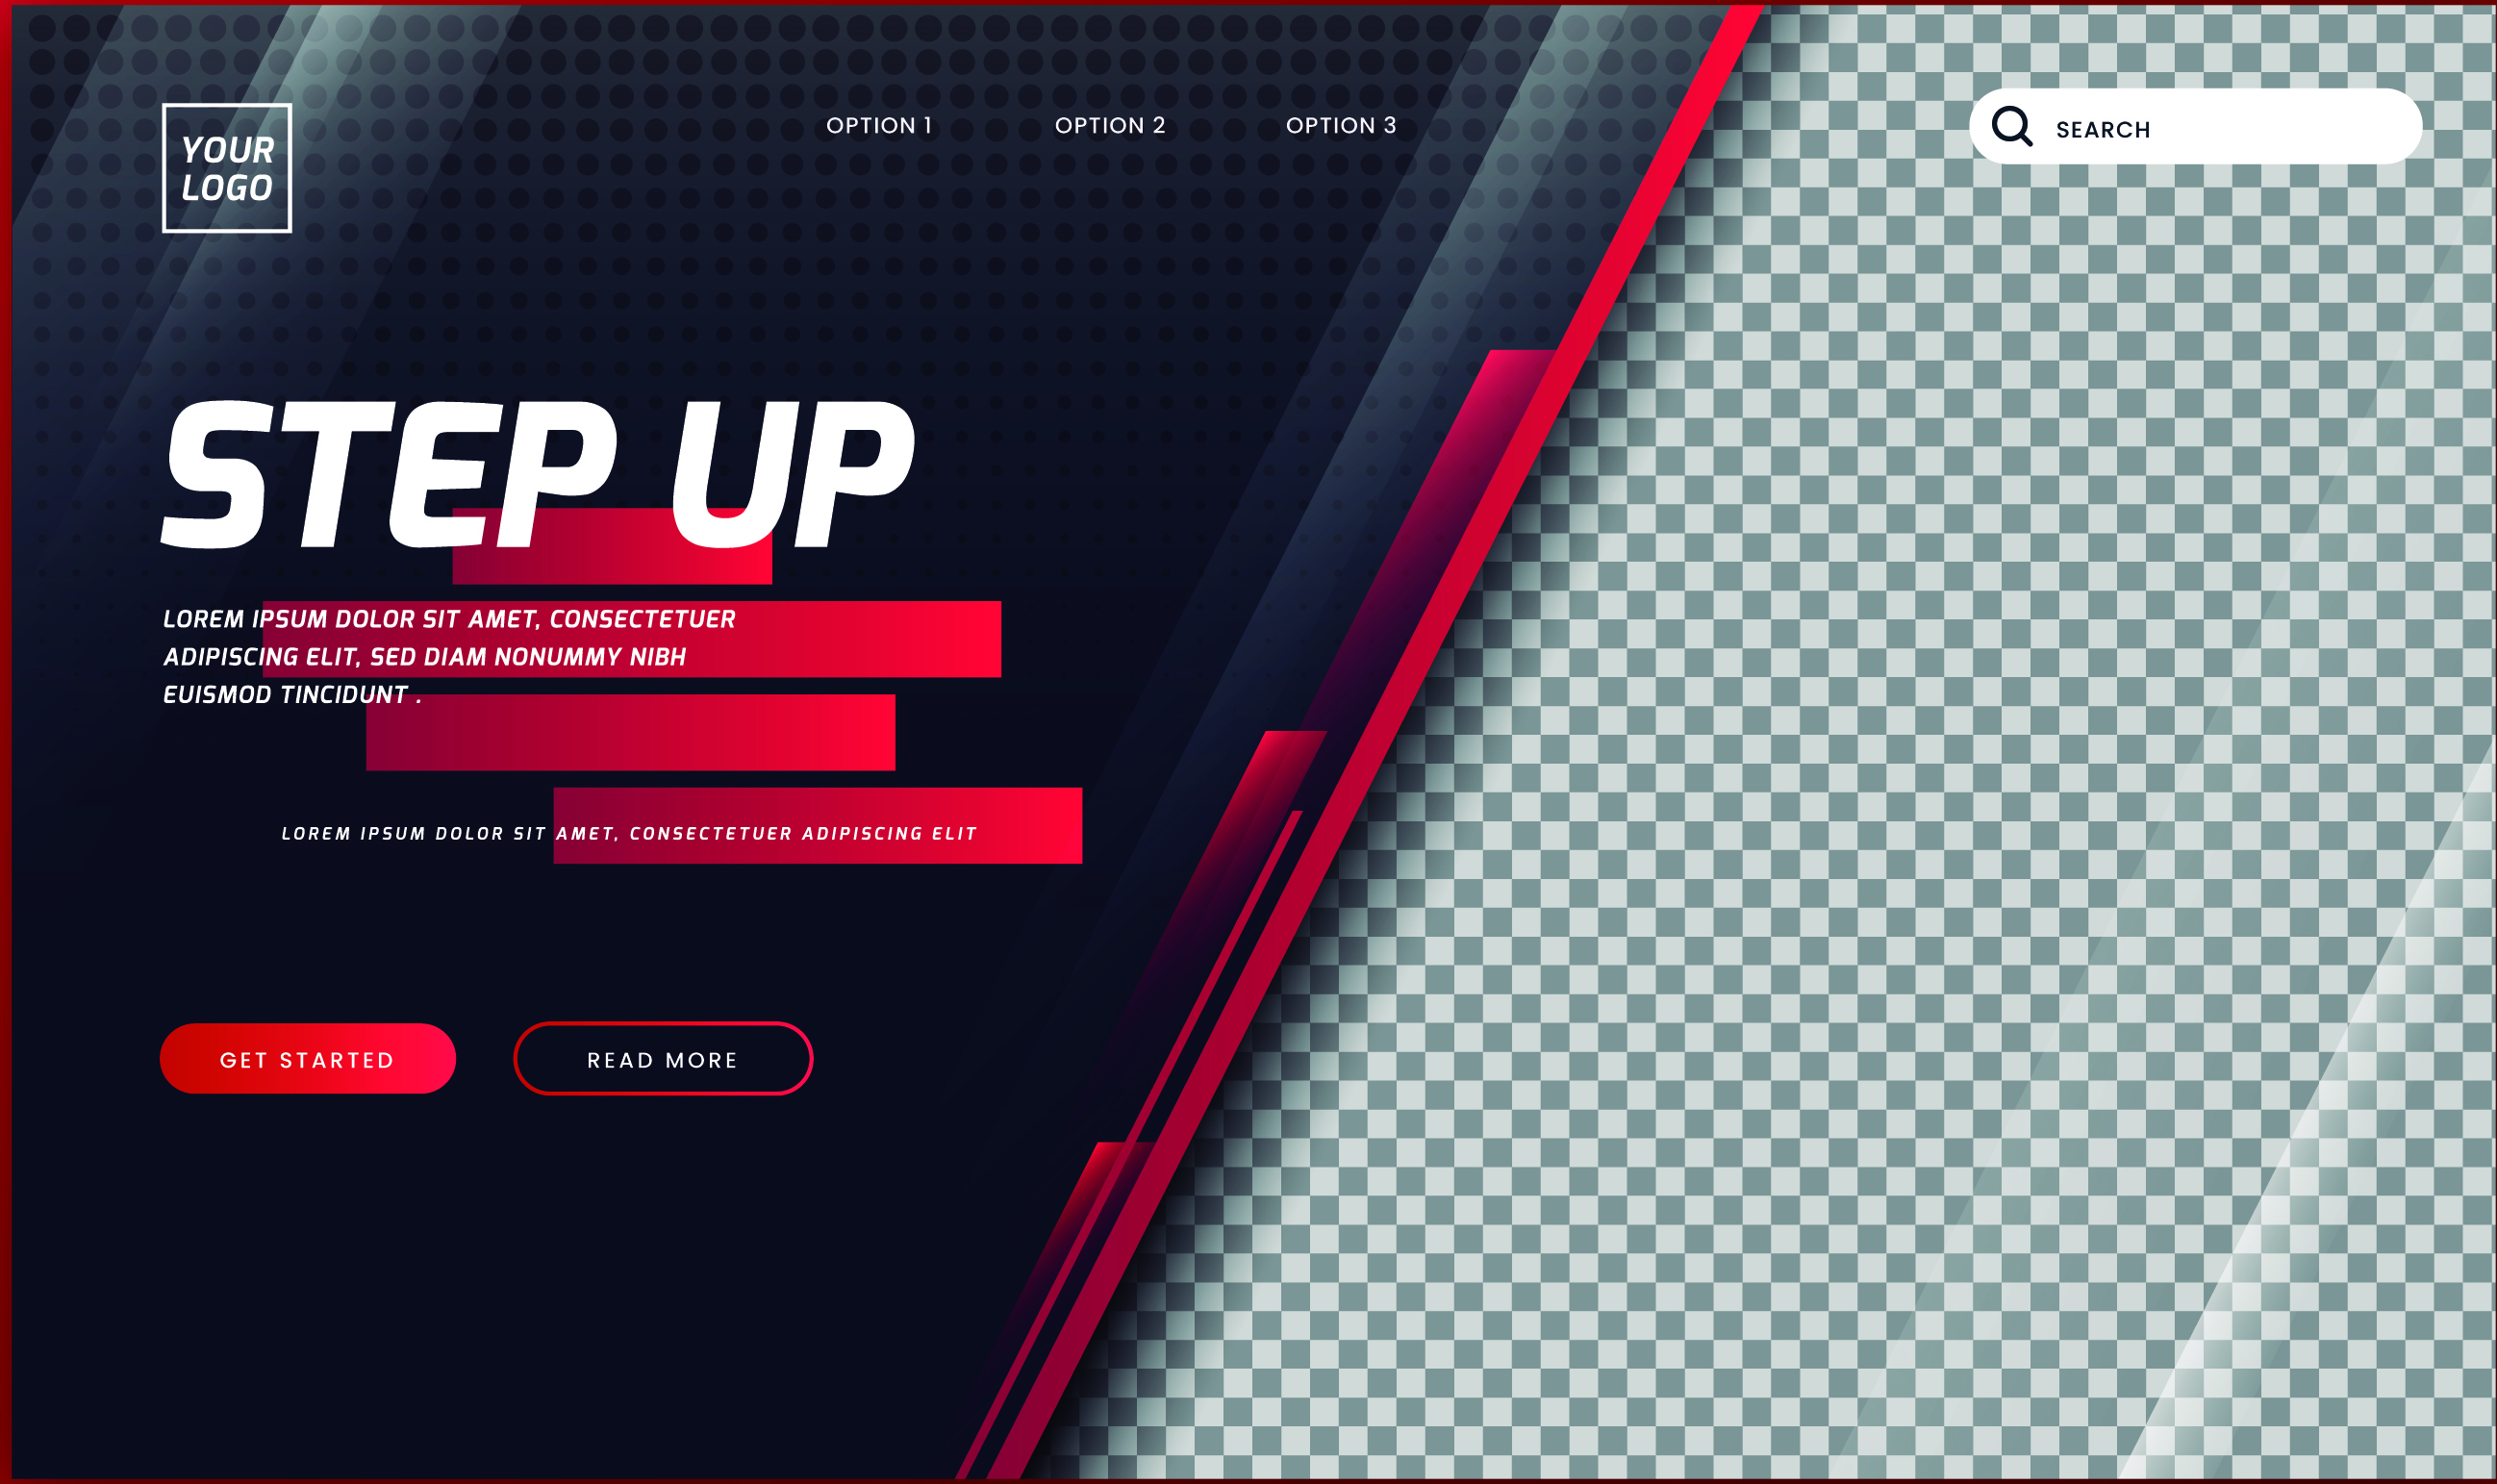 YOUR
LOGO
OPTION 1
OPTION 2
OPTION 3
SEARCH
STEP UP
LOREM IPSUM DOLOR SIT AMET, CONSECTETUER
ADIPISCING ELIT, SED DIAM NONUMMY NIBH
EUISMOD TINCIDUNT .
LOREM IPSUM DOLOR SIT AMET, CONSECTETUER ADIPISCING ELIT
GET STARTED
READ MORE